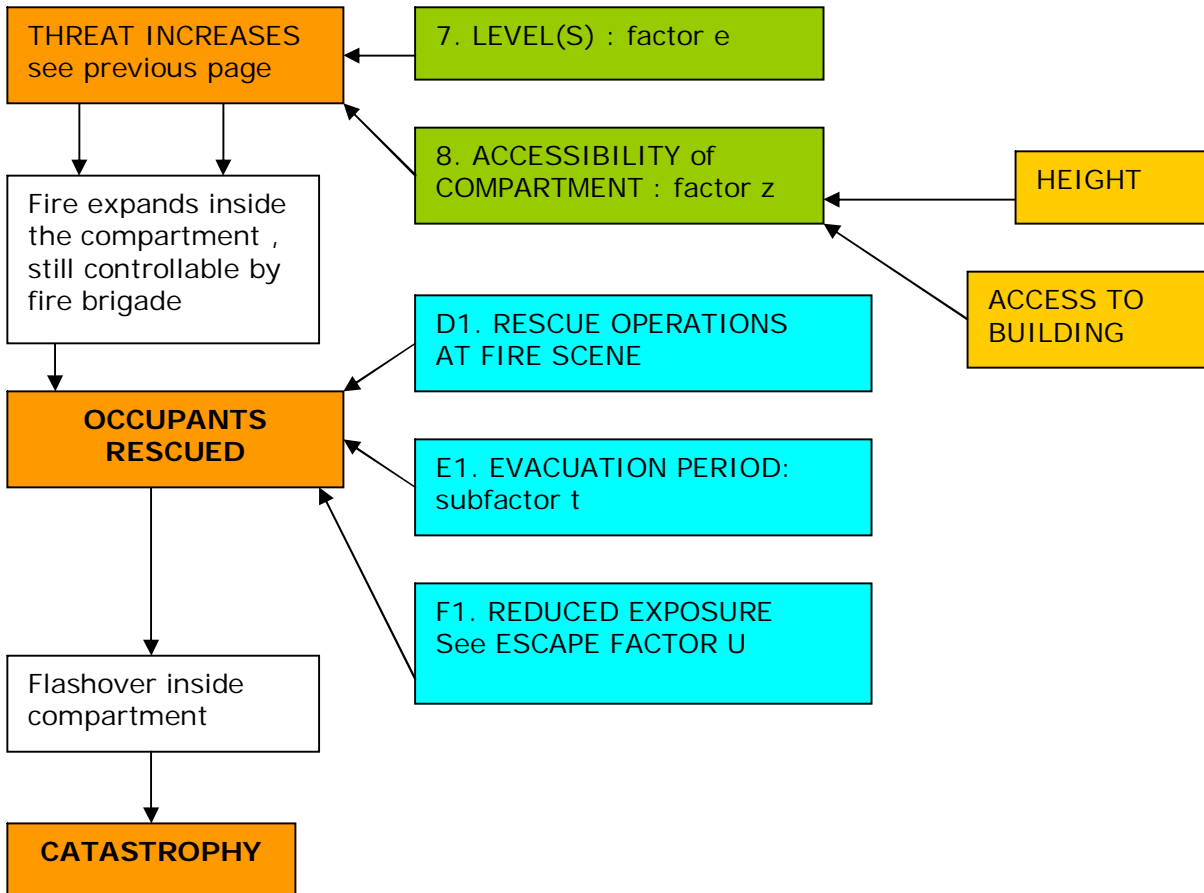 THREAT INCREASES
see previous page
7. LEVEL(S) : factor e
8. ACCESSIBILITY of
COMPARTMENT : factor z
HEIGHT
ACCESS TO
BUILDING
Fire expands inside
the compartment ,
still controllable by
fire brigade
D1. RESCUE OPERATIONS
AT FIRE SCENE
OCCUPANTS
RESCUED
E1. EVACUATION PERIOD:
subfactor t
F1. REDUCED EXPOSURE
See ESCAPE FACTOR U
Flashover inside
compartment
CATASTROPHY